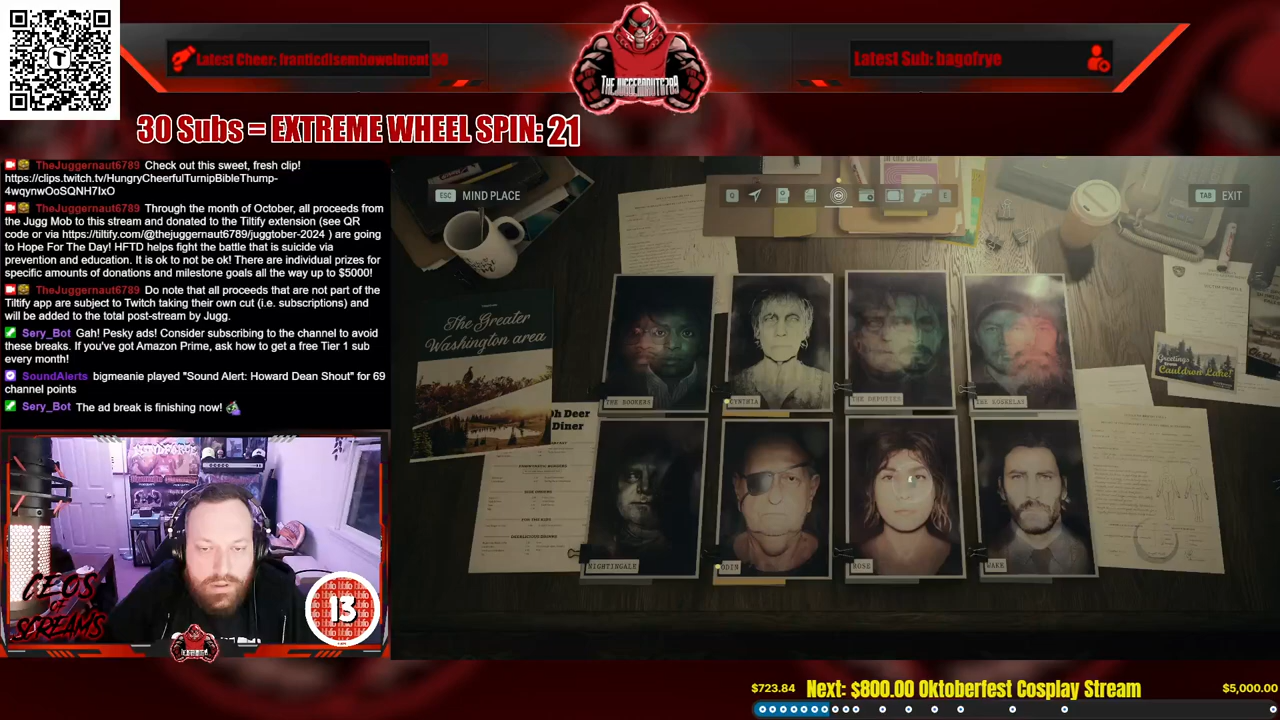 Latest Cheer: franticdisembowelment 50
THEJUGGERNAUT6789
Latest Sub: bagofrye
30 Subs = EXTREME WHEEL SPIN: 21
TheJuggernaut6789 Check out this sweet, fresh clip!
https://clips.twitch.tv/HungryCheerfulTurnipBibleThump-
4wqynwOoSQNH7IxO
TheJuggernaut6789 Through the month of October, all proceeds from
the Jugg Mob to this stream and donated to the Tiltify extension (see QR
code or via https://tiltify.com/@thejuggernaut6789/juggtober-2024 ) are going
to Hope For The Day! HFTD helps fight the battle that is suicide via
prevention and education. It is ok to not be ok! There are individual prizes for
specific amounts of donations and milestone goals all the way up to $5000!
TheJuggernaut6789 Do note that all proceeds that are not part of the
Tiltify app are subject to Twitch taking their own cut (i.e. subscriptions) and
will be added to the total post-stream by Jugg.
Sery_Bot Gah! Pesky ads! Consider subscribing to the channel to avoid
these breaks. If you've got Amazon Prime, ask how to get a free Tier 1 sub
every month!
SoundAlerts bigmeanie played "Sound Alert: Howard Dean Shout" for 69
channel points
Sery_Bot The ad break is finishing now!
ESC MIND PLACE
Q
E
TAB EXIT
The Greater
Washington area
Greetings
from
Cauldron Lake!
THE BOOKERS
CYNTHIA
THE DEPUTIES
THE KOSKELAS
Oh Deer
Diner
NIGHTINGALE
ODIN
ROSE
WAKE
CEOS
OF
SCREAMS
13
$723.84 Next: $800.00 Oktoberfest Cosplay Stream $5,000.00